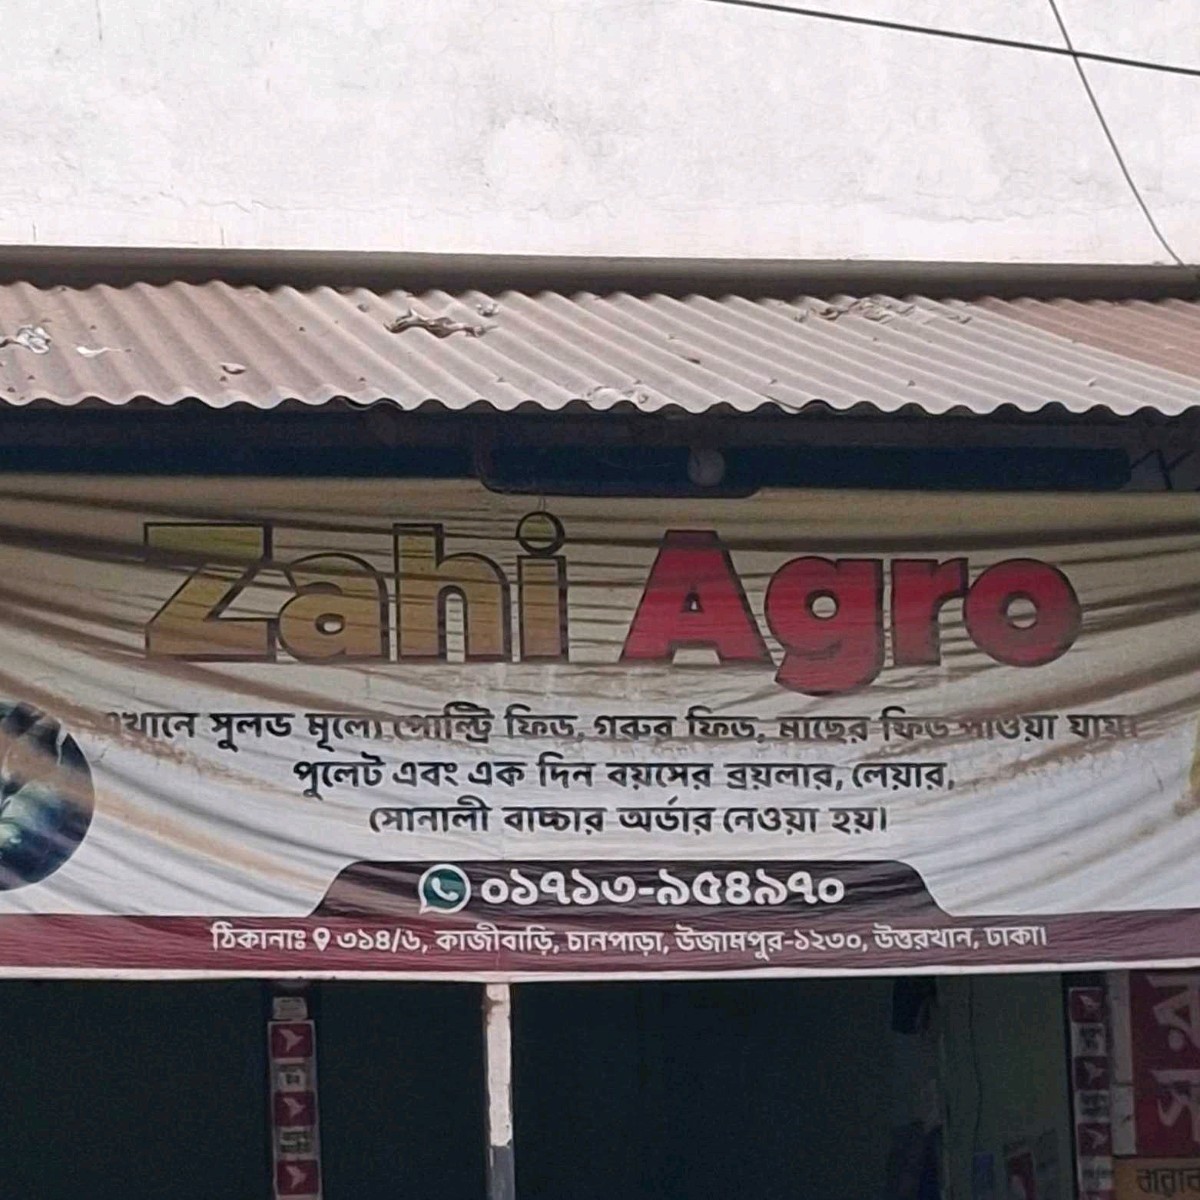 Zahi Agro
এখানে সুলভ মূল্যে পোল্ট্রি ফিড, গরুর ফিড, মাছের ফিড পাওয়া যায়।
পুলেট এবং এক দিন বয়সের ব্রয়লার, লেয়ার,
সোনালী বাচ্চার অর্ডার নেওয়া হয়।
০১৭১৩-৯৫৪৯৭০
ঠিকানাঃ ৩১৪/৬, কাজীবাড়ি, চানপাড়া, উজামপুর-১২৩০, উত্তরখান, ঢাকা।